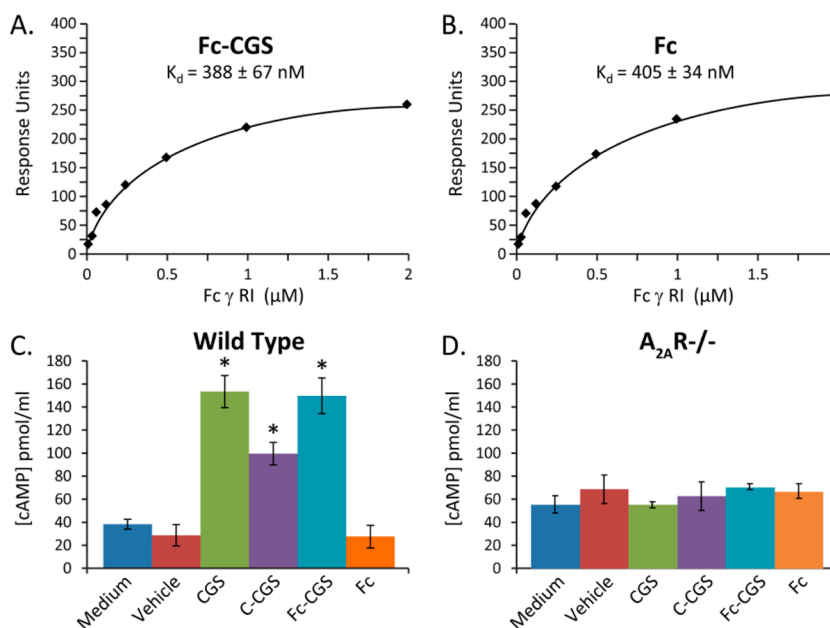 A.
Fc-CGS
K_d = 388 ± 67 nM
Response Units
400
350
300
250
200
150
100
50
0
0
0.5
1
1.5
2
Fc γ RI (μM)
B.
Fc
K_d = 405 ± 34 nM
Response Units
400
350
300
250
200
150
100
50
0
0
0.5
1
1.5
Fc γ RI (μM)
C.
Wild Type
[cAMP] pmol/ml
180
160
140
120
100
80
60
40
20
0
*
*
*
Medium
Vehicle
CGS
C-CGS
Fc-CGS
Fc
D.
A_2AR-/-
[cAMP] pmol/ml
180
160
140
120
100
80
60
40
20
0
Medium
Vehicle
CGS
C-CGS
Fc-CGS
Fc